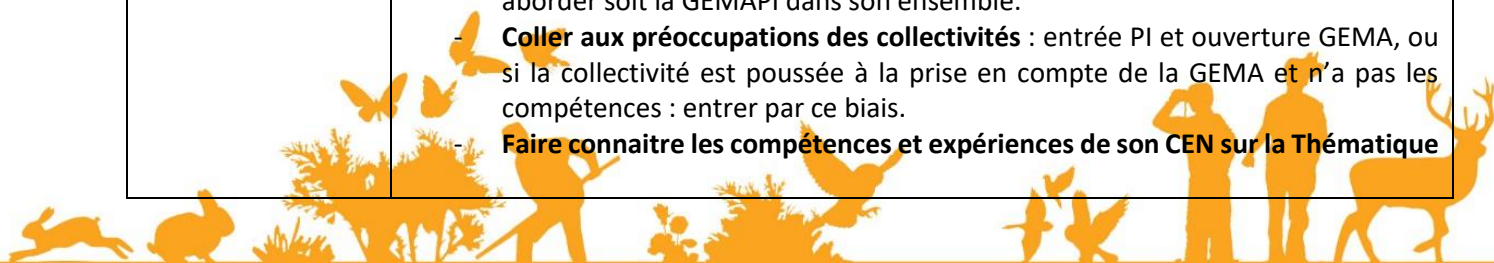 aborder soit la GEMAPI dans son ensemble.
- Coller aux préoccupations des collectivités : entrée PI et ouverture GEMA, ou
si la collectivité est poussée à la prise en compte de la GEMA et n’a pas les
compétences : entrer par ce biais.
- Faire connaitre les compétences et expériences de son CEN sur la Thématique